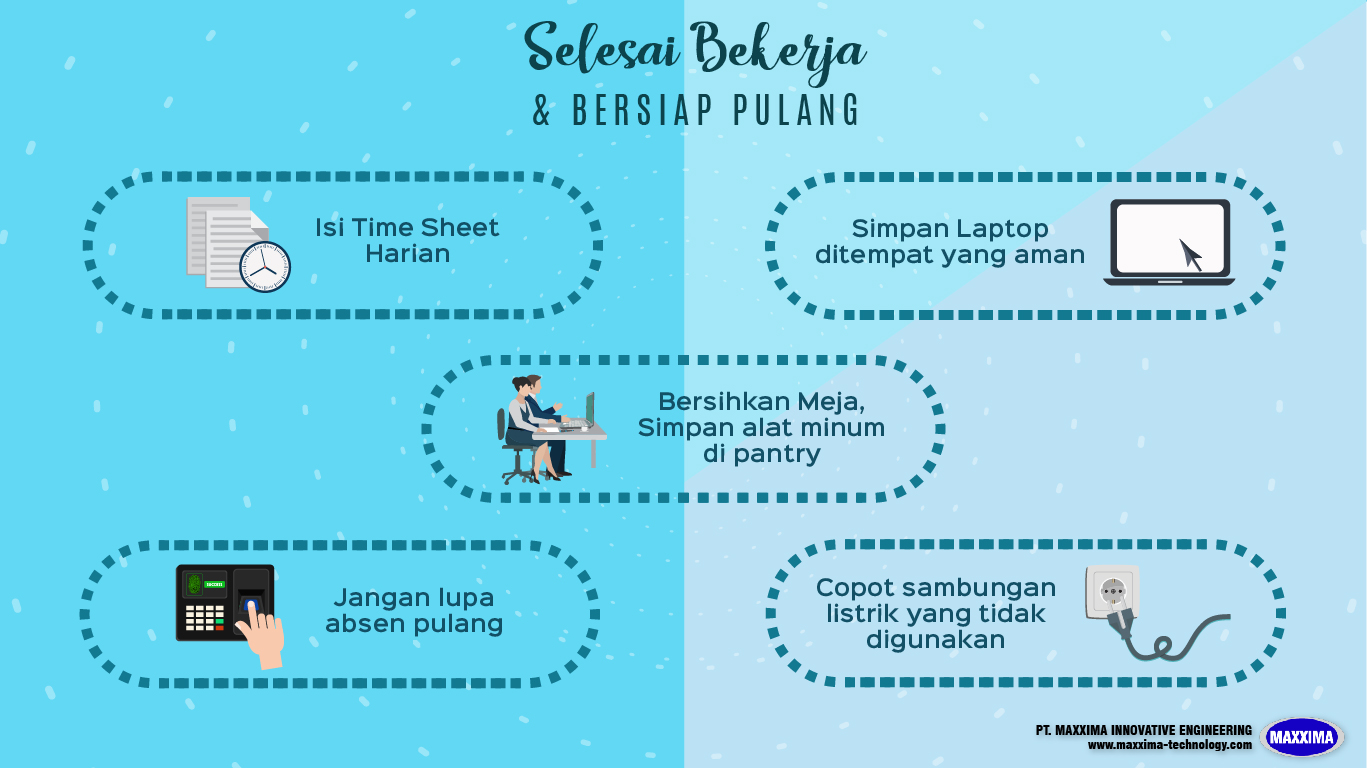 Selesai Bekerja
& BERSIAP PULANG
Isi Time Sheet
Harian
Simpan Laptop
ditempat yang aman
Bersihkan Meja,
Simpan alat minum
di pantry
Jangan lupa
absen pulang
Copot sambungan
listrik yang tidak
digunakan
PT. MAXXIMA INNOVATIVE ENGINEERING
www.maxxima-technology.com
MAXXIMA